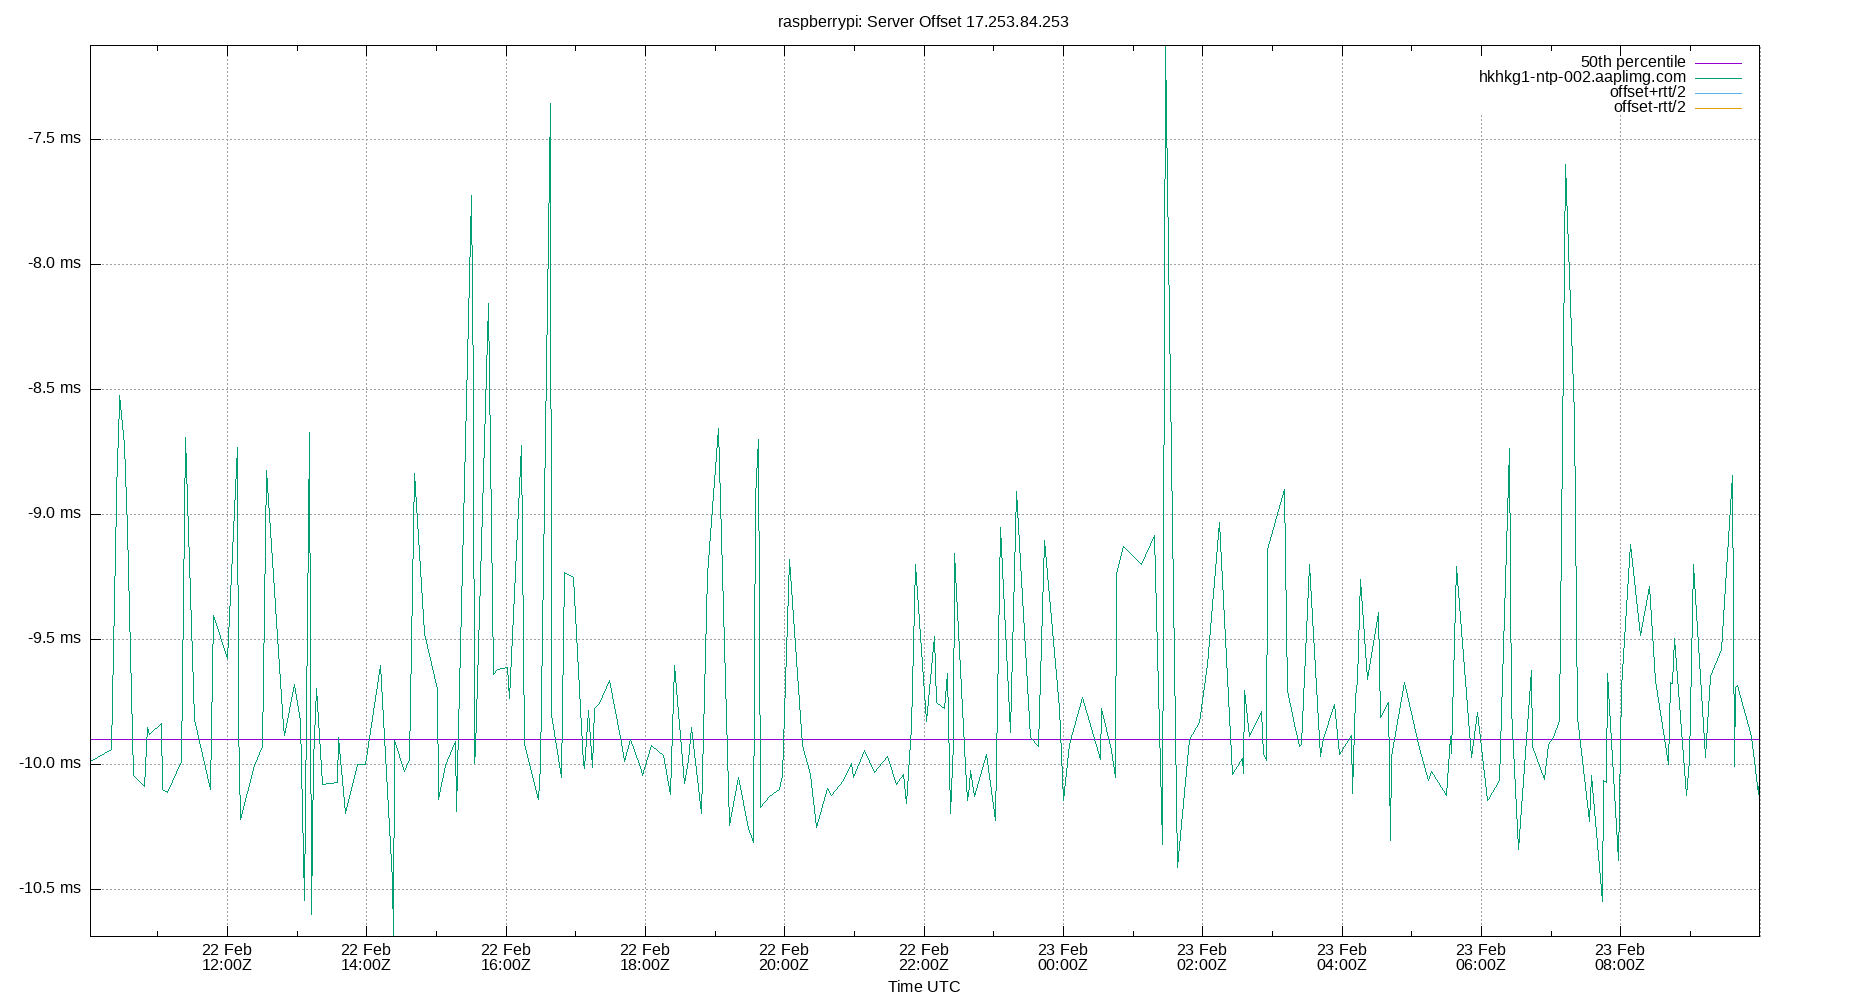 raspberrypi: Server Offset 17.253.84.253
50th percentile
hkhkg1-ntp-002.aaplimg.com
offset+rtt/2
offset-rtt/2
-7.5 ms
-8.0 ms
-8.5 ms
-9.0 ms
-9.5 ms
-10.0 ms
-10.5 ms
22 Feb 22 Feb 22 Feb 22 Feb 22 Feb 22 Feb 23 Feb 23 Feb 23 Feb 23 Feb 23 Feb
12:00Z 14:00Z 16:00Z 18:00Z 20:00Z 22:00Z 00:00Z 02:00Z 04:00Z 06:00Z 08:00Z
Time UTC